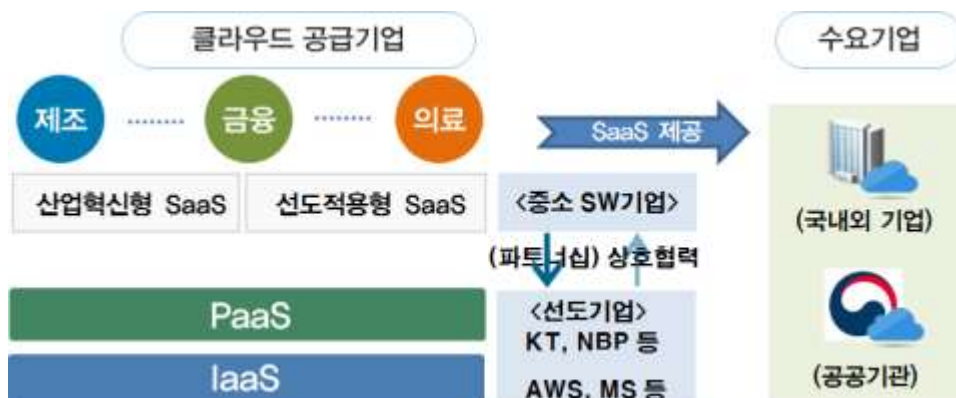 클라우드 공급기업
수요기업
제조
금융
의료
SaaS 제공
산업혁신형 SaaS
선도적용형 SaaS
<중소 SW기업>
(국내외 기업)
(파트너십) 상호협력
PaaS
<선도기업>
KT, NBP 등
IaaS
AWS, MS 등
(공공기관)